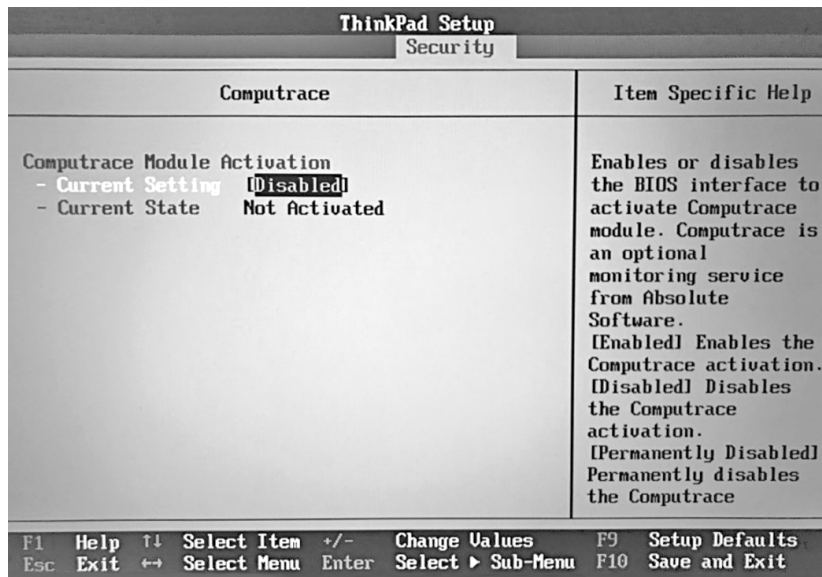 ThinkPad Setup
Security
Computrace
Item Specific Help
Computrace Module Activation
- Current Setting [Disabled]
- Current State Not Activated
Enables or disables
the BIOS interface to
activate Computrace
module. Computrace is
an optional
monitoring service
from Absolute
Software.
[Enabled] Enables the
Computrace activation.
[Disabled] Disables
the Computrace
activation.
[Permanently Disabled]
Permanently disables
the Computrace
F1 Help ↑↓ Select Item +/- Change Values F9 Setup Defaults
Esc Exit ↔ Select Menu Enter Select ▶ Sub-Menu F10 Save and Exit